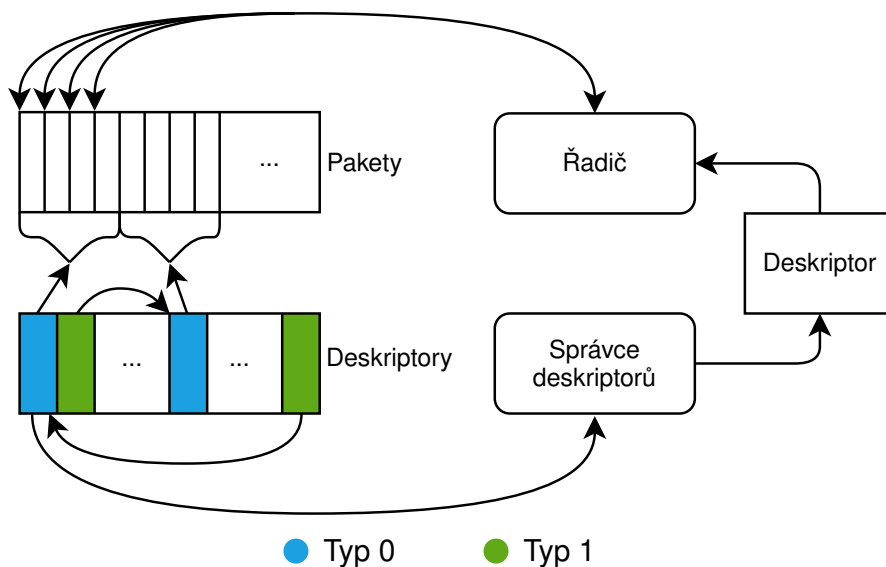 ...
Pakety
Řadič
Deskriptor
...
...
Deskriptory
Správce
deskriptorů
Typ 0
Typ 1